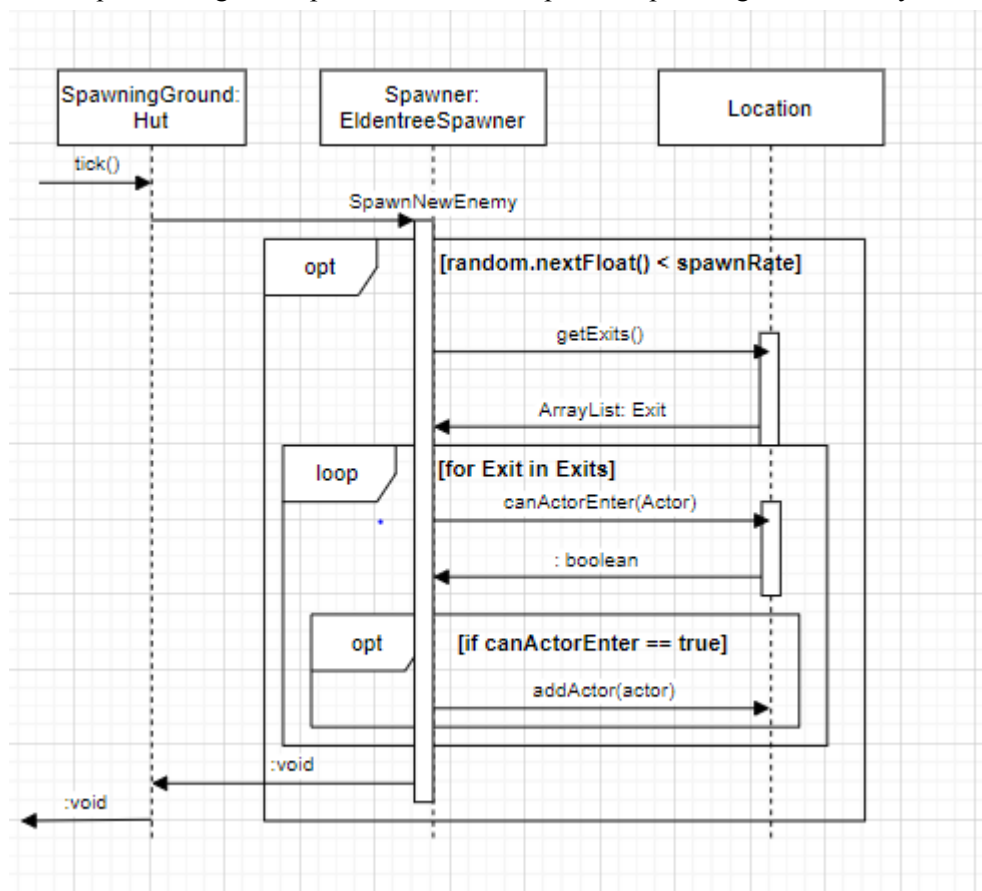 SpawningGround:
Hut
Spawner:
EldentreeSpawner
Location
tick()
SpawnNewEnemy
opt
[random.nextFloat() < spawnRate]
getExits()
ArrayList: Exit
loop
[for Exit in Exits]
canActorEnter(Actor)
: boolean
opt
[if canActorEnter == true]
addActor(actor)
:void
:void